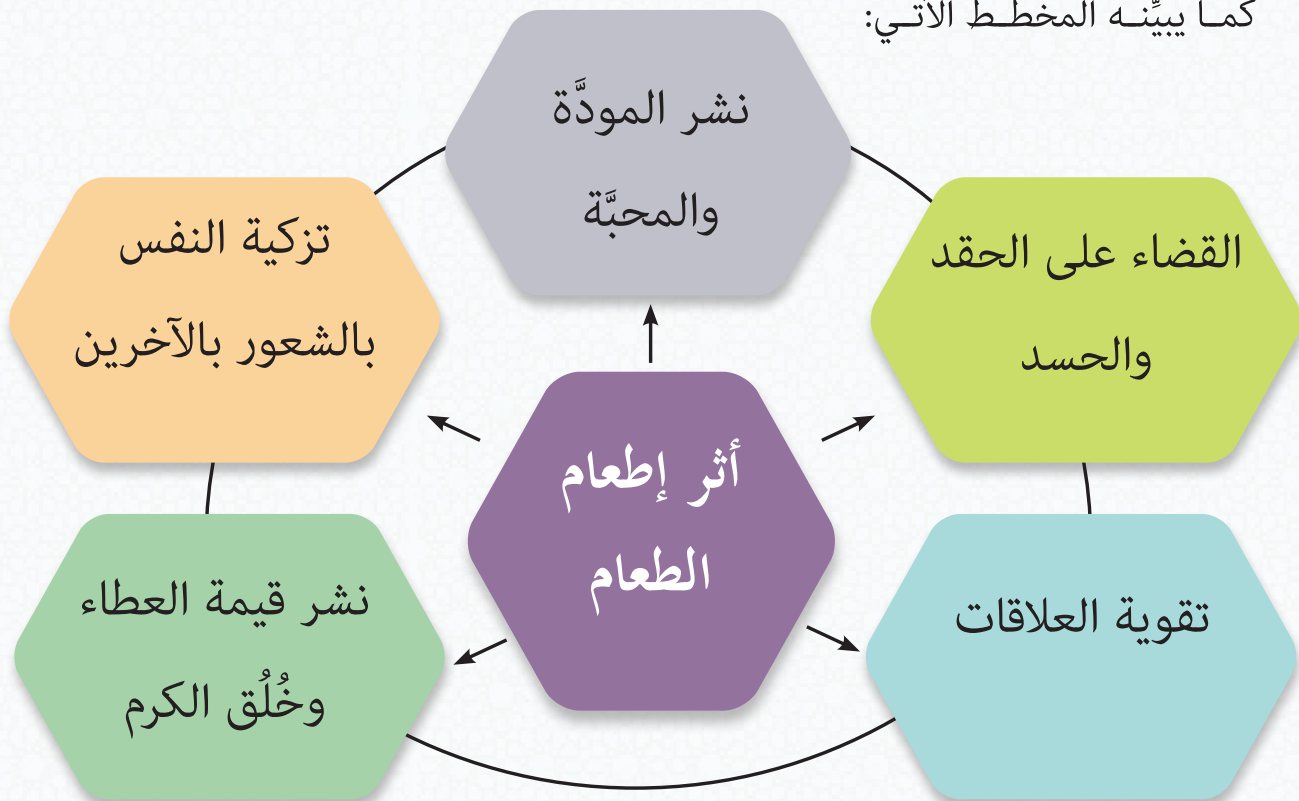 كما يبيِّنه المخطط الآتي:
نشر المودَّة
والمحبَّة
القضاء على الحقد
والحسد
تزكية النفس
بالشعور بالآخرين
أثر إطعام
الطعام
تقوية العلاقات
نشر قيمة العطاء
وخُلُق الكرم